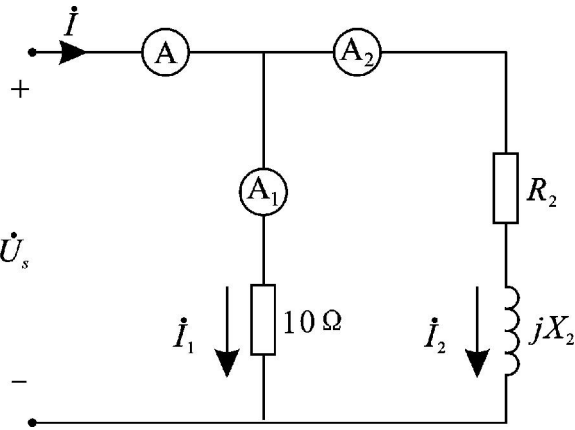 İ
A
A₂
+
A₁
R₂
U̇ₛ
10 Ω
İ₁
İ₂
jX₂
−